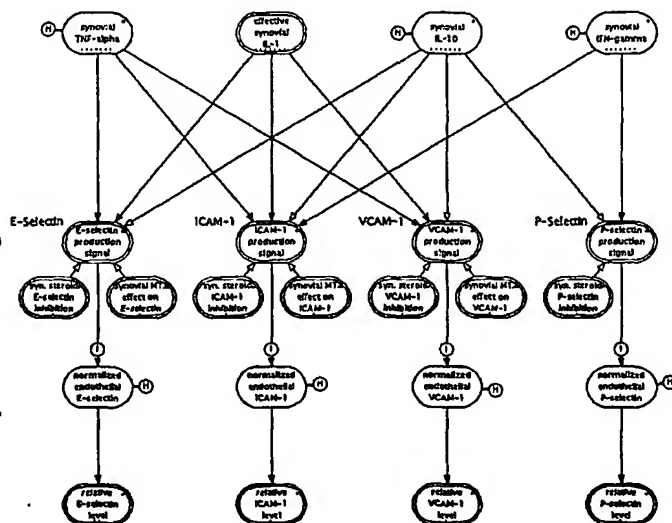 synovial
TNF-alpha
effective
synovial
IL-1
synovial
IL-10
synovial
H
H
H
E-Selectin
ICAM-1
VCAM-1
P-Selectin
E-selectin
production
signal
ICAM-1
production
signal
VCAM-1
production
signal
P-selectin
production
signal
syn. steroid
E-selectin
inhibition
synovial MTX
effect on
E-selectin
syn. steroid
ICAM-1
inhibition
synovial MTX
effect on
ICAM-1
syn. steroid
VCAM-1
inhibition
synovial MTX
effect on
VCAM-1
syn. steroid
P-selectin
inhibition
normalized
endothelial
E-selectin
H
normalized
endothelial
ICAM-1
H
normalized
endothelial
VCAM-1
H
normalized
endothelial
P-selectin
H
relative
E-selectin
level
relative
ICAM-1
level
relative
VCAM-1
level
relative
P-selectin
level